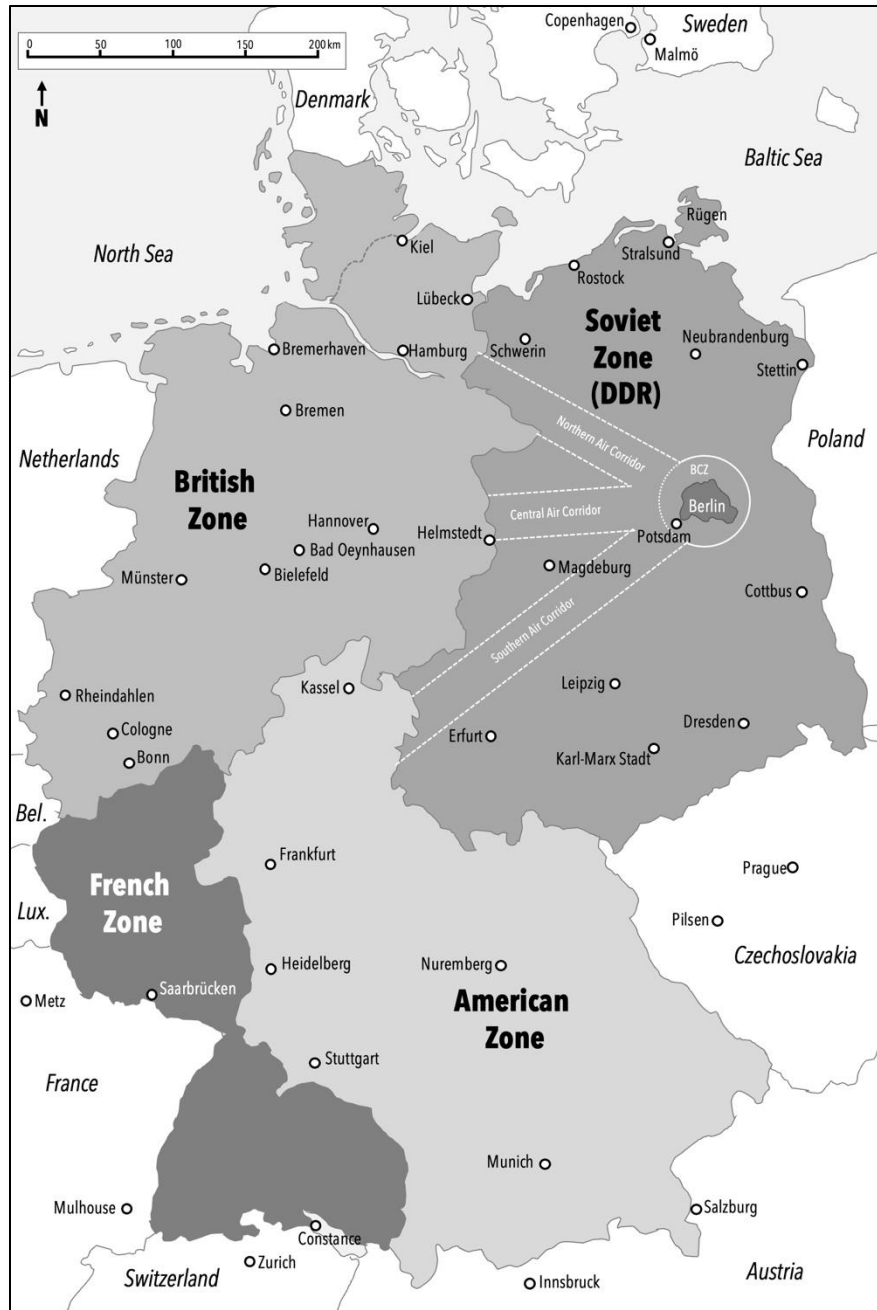 0 50 100 150 200 km
N
Copenhagen
Sweden
Malmö
Denmark
Baltic Sea
North Sea
Rügen
Kiel
Stralsund
Rostock
Lübeck
Soviet
Zone
(DDR)
Schwerin
Neubrandenburg
Stettin
Bremerhaven
Hamburg
Bremen
Northern Air Corridor
Poland
Netherlands
British
Zone
BCZ
Berlin
Central Air Corridor
Hannover
Helmstedt
Potsdam
Bad Oeynhausen
Bielefeld
Münster
Magdeburg
Cottbus
Southern Air Corridor
Kassel
Leipzig
Rheindahlen
Cologne
Bonn
Erfurt
Dresden
Karl-Marx Stadt
Bel.
Frankfurt
Prague
French
Zone
Lux.
Pilsen
Czechoslovakia
Heidelberg
Nuremberg
Saarbrücken
Metz
American
Zone
Stuttgart
France
Munich
Mulhouse
Salzburg
Constance
Zurich
Switzerland
Innsbruck
Austria